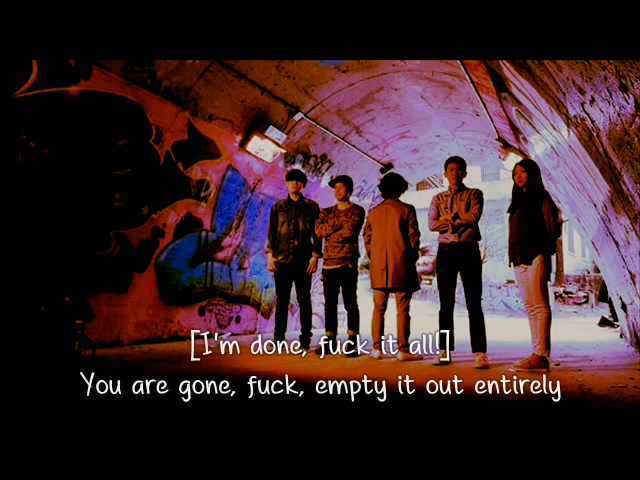 [I'm done, fuck it all!]
You are gone, fuck, empty it out entirely